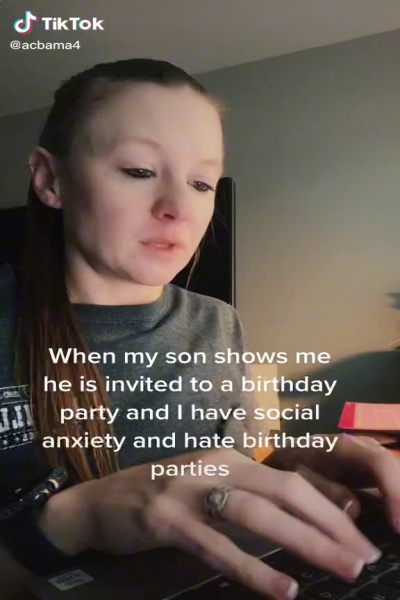 TikTok
@acbama4
When my son shows me
he is invited to a birthday
party and I have social
anxiety and hate birthday
parties